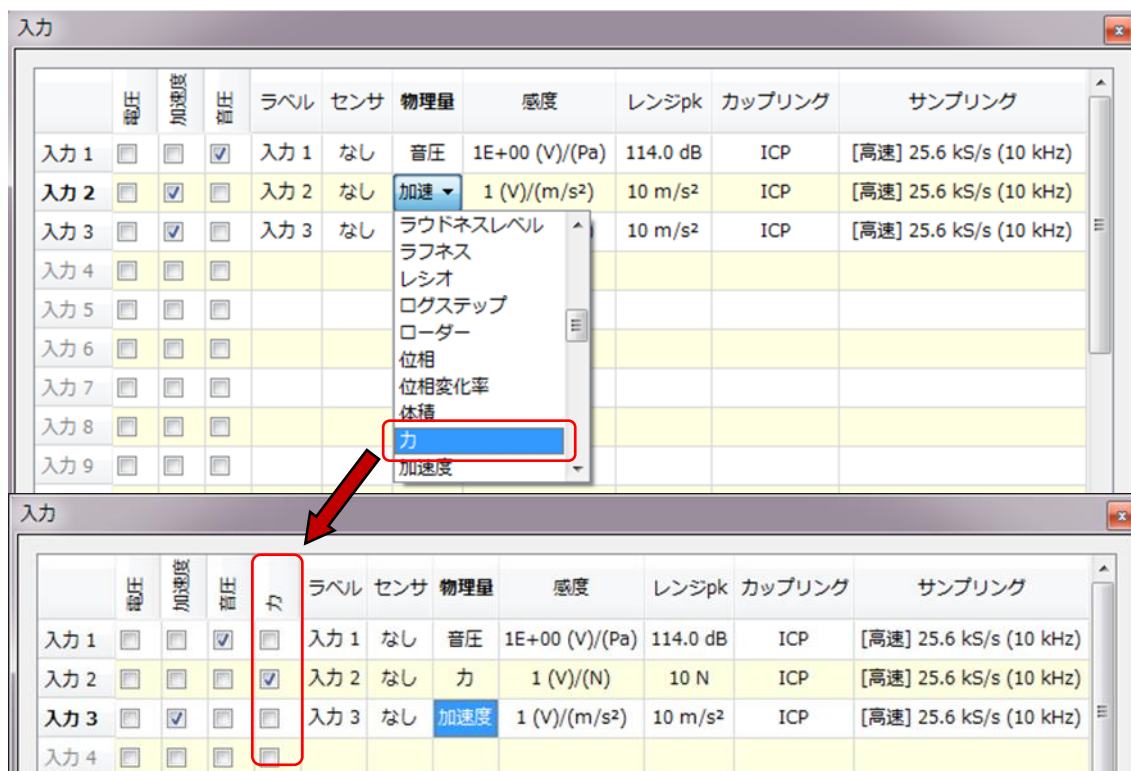 入力
電圧 加速度 音圧 ラベル センサ 物理量 感度 レンジpk カップリング サンプリング
入力 1 入力 1 なし 音圧 1E+00 (V)/(Pa) 114.0 dB ICP [高速] 25.6 kS/s (10 kHz)
入力 2 入力 2 なし 加速 1 (V)/(m/s²) 10 m/s² ICP [高速] 25.6 kS/s (10 kHz)
入力 3 入力 3 なし 10 m/s² ICP [高速] 25.6 kS/s (10 kHz)
入力 4
入力 5
入力 6
入力 7
入力 8
入力 9
ラウドネスレベル
ラフネス
レシオ
ログステップ
ローダー
位相
位相変化率
体積
力
加速度
入力
電圧 加速度 音圧 力 ラベル センサ 物理量 感度 レンジpk カップリング サンプリング
入力 1 入力 1 なし 音圧 1E+00 (V)/(Pa) 114.0 dB ICP [高速] 25.6 kS/s (10 kHz)
入力 2 入力 2 なし 力 1 (V)/(N) 10 N ICP [高速] 25.6 kS/s (10 kHz)
入力 3 入力 3 なし 加速度 1 (V)/(m/s²) 10 m/s² ICP [高速] 25.6 kS/s (10 kHz)
入力 4